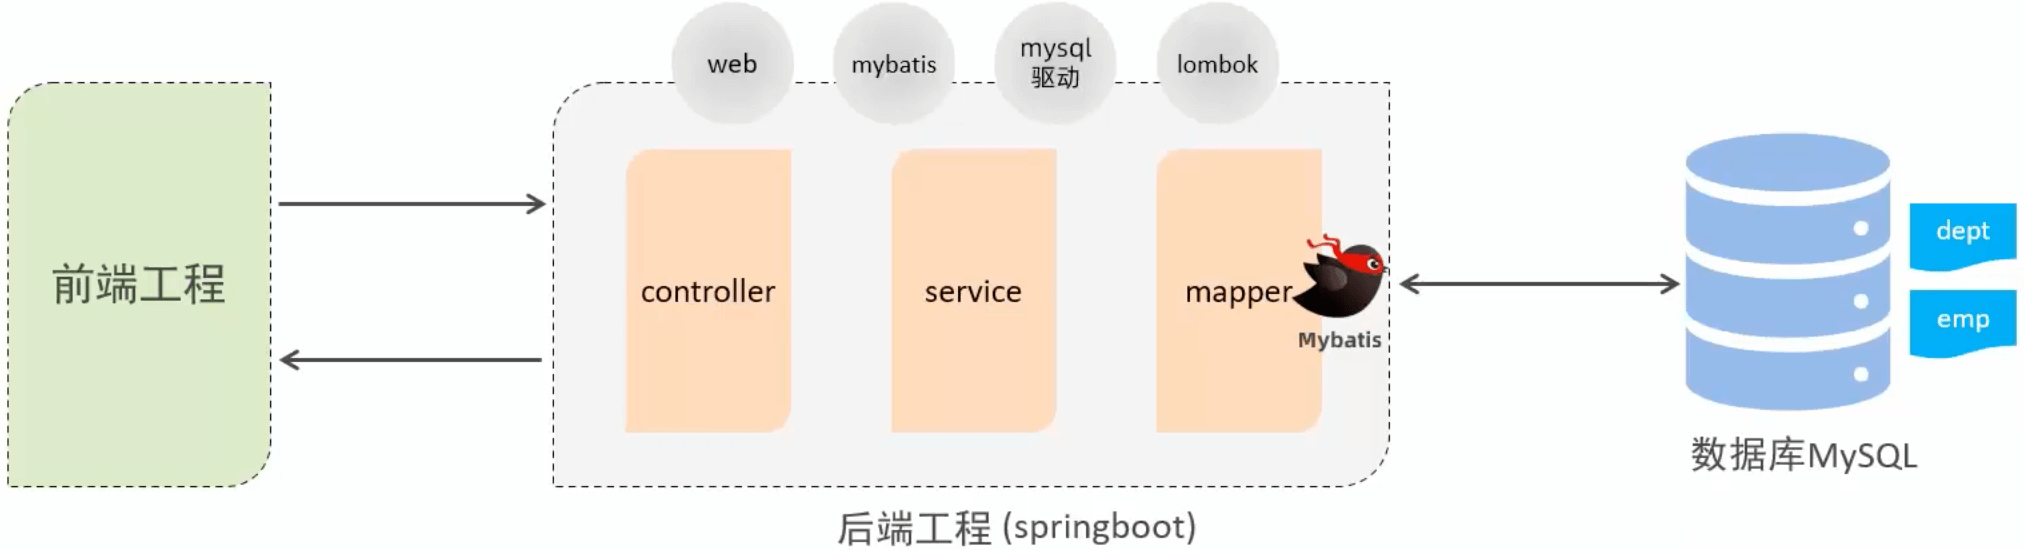 web
mybatis
mysql
驱动
lombok
前端工程
controller
service
mapper
Mybatis
dept
emp
数据库MySQL
后端工程 (springboot)